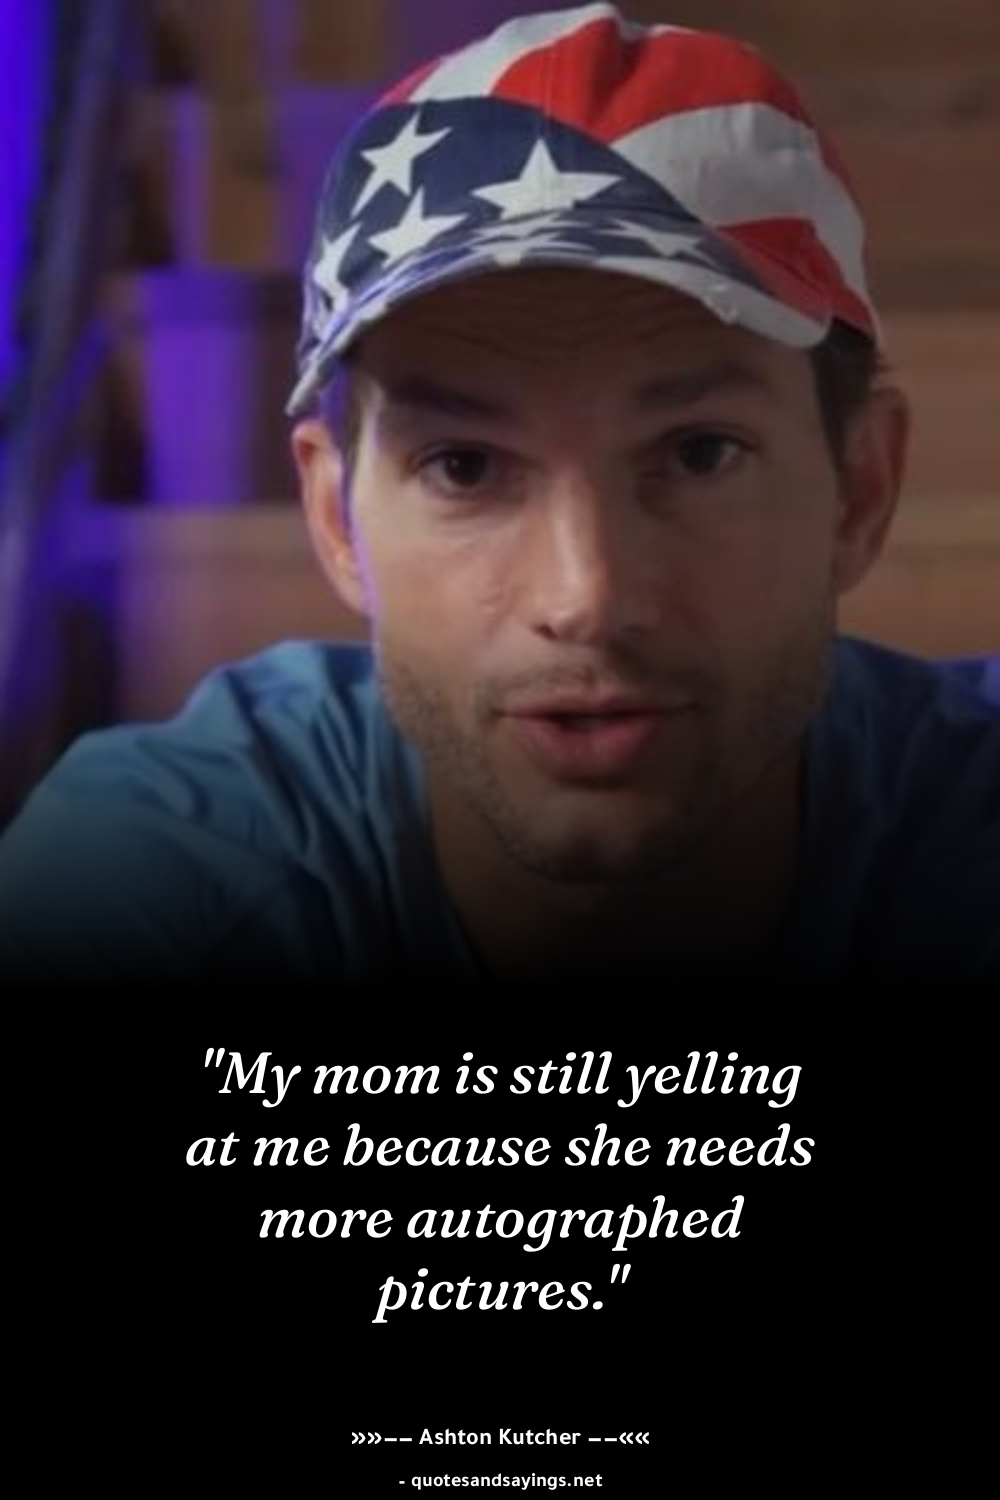 "My mom is still yelling
at me because she needs
more autographed
pictures."
»»–– Ashton Kutcher ––««
- quotesandsayings.net